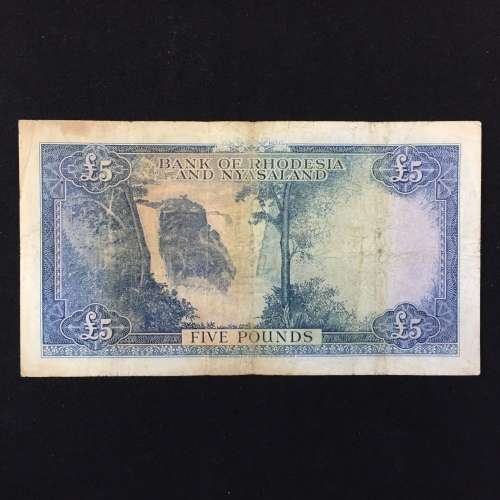 £5 BANK OF RHODESIA £5
AND NYASALAND
£5 FIVE POUNDS £5